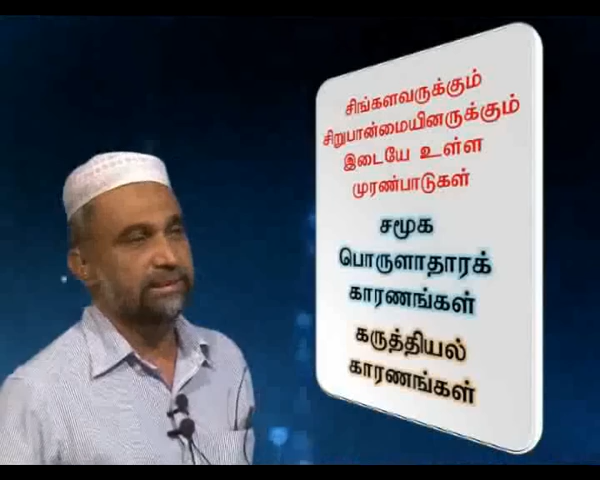 சிங்களவருக்கும்
சிறுபான்மையினருக்கும்
இடையே உள்ள
முரண்பாடுகள்
சமூக
பொருளாதாரக்
காரணங்கள்
கருத்தியல்
காரணங்கள்